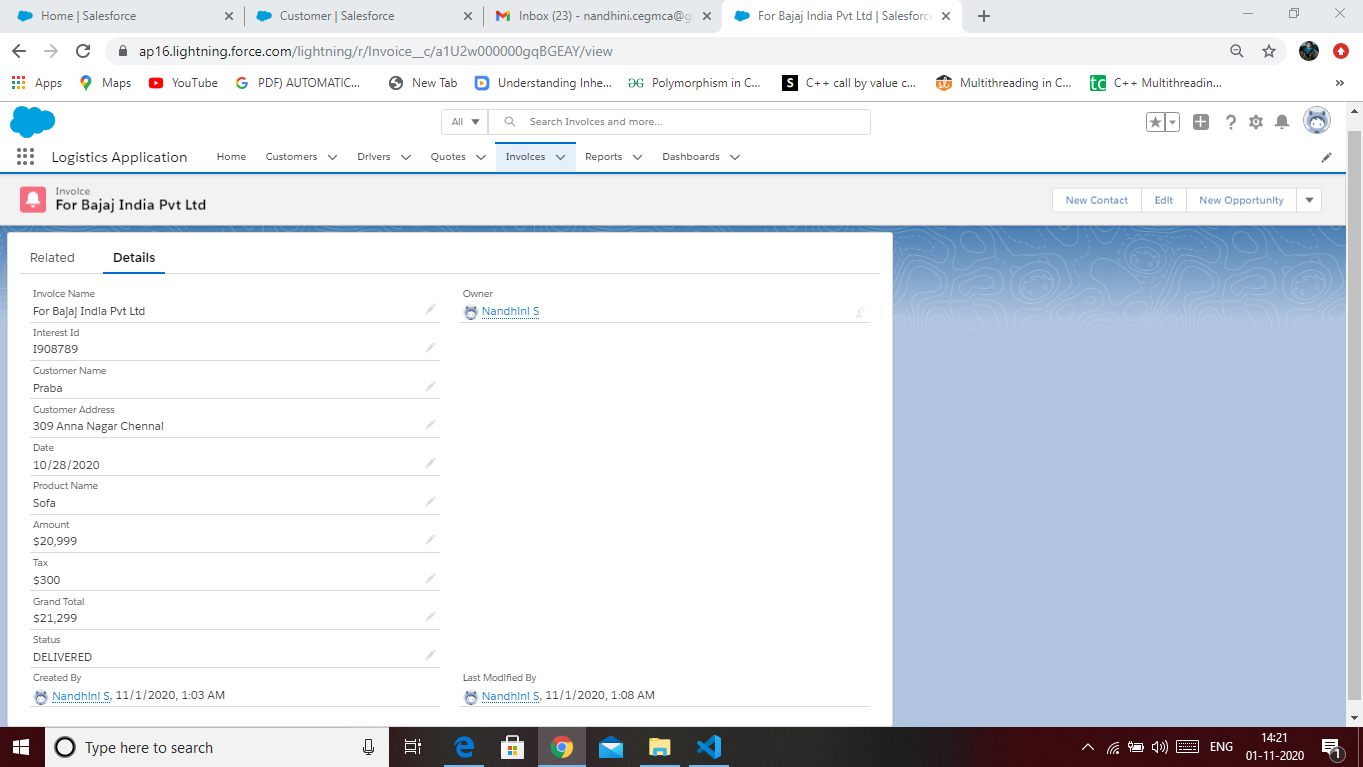 Home | Salesforce
Customer | Salesforce
Inbox (23) - nandhini.cegmca@g
For Bajaj India Pvt Ltd | Salesforce
ap16.lightning.force.com/lightning/r/Invoice__c/a1U2w000000gqBGEAY/view
Apps
Maps
YouTube
PDF) AUTOMATIC...
New Tab
Understanding Inhe...
Polymorphism in C...
C++ call by value c...
Multithreading in C...
C++ Multithreadin...
»
All
Search Invoices and more...
Logistics Application
Home
Customers
Drivers
Quotes
Invoices
Reports
Dashboards
Invoice
For Bajaj India Pvt Ltd
New Contact
Edit
New Opportunity
Related
Details
Invoice Name
For Bajaj India Pvt Ltd
Owner
Nandhini S
Interest Id
I908789
Customer Name
Praba
Customer Address
309 Anna Nagar Chennai
Date
10/28/2020
Product Name
Sofa
Amount
$20,999
Tax
$300
Grand Total
$21,299
Status
DELIVERED
Created By
Nandhini S, 11/1/2020, 1:03 AM
Last Modified By
Nandhini S, 11/1/2020, 1:08 AM
Type here to search
ENG
14:21
01-11-2020
1